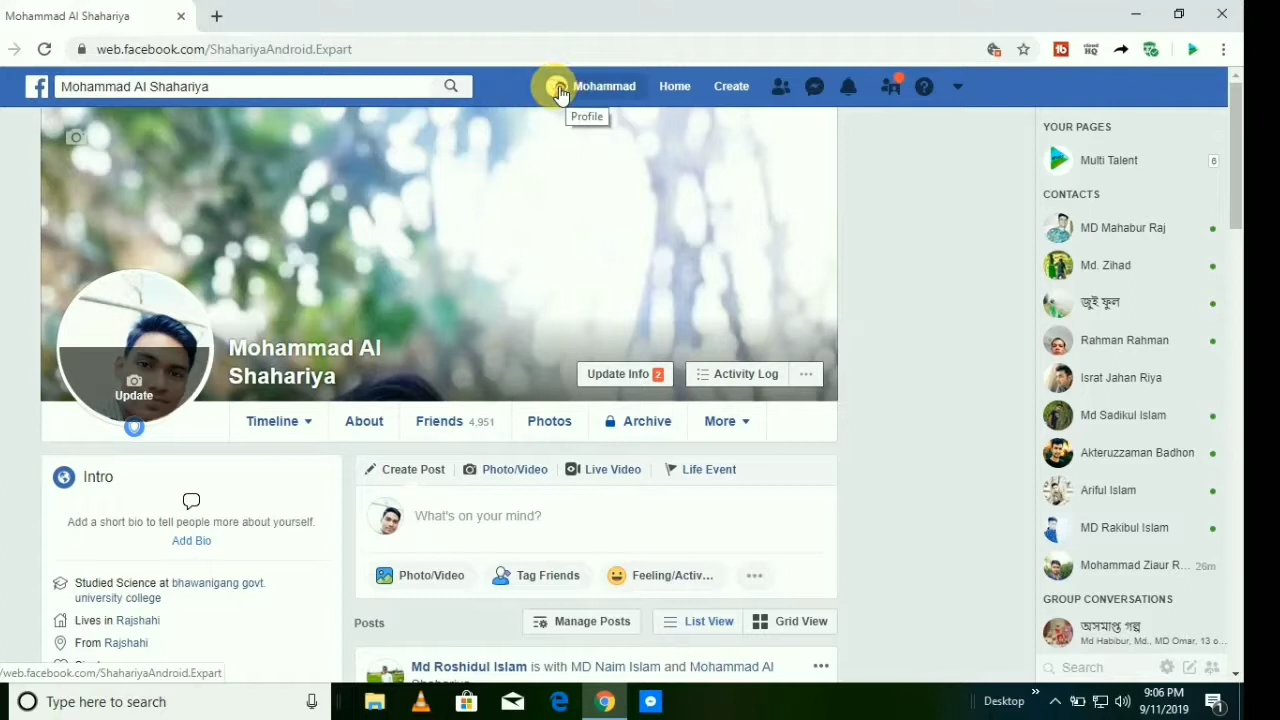 Mohammad Al Shahariya
web.facebook.com/ShahariyaAndroid.Expart
Mohammad Al Shahariya
Mohammad
Home
Create
Profile
Mohammad Al
Shahariya
Update
Update Info 2
Activity Log
Timeline
About
Friends 4,951
Photos
Archive
More
Intro
Add a short bio to tell people more about yourself.
Add Bio
Studied Science at bhawanigang govt.
university college
Lives in Rajshahi
From Rajshahi
web.facebook.com/ShahariyaAndroid.Expart
Create Post
Photo/Video
Live Video
Life Event
What's on your mind?
Photo/Video
Tag Friends
Feeling/Activ...
Posts
Manage Posts
List View
Grid View
Md Roshidul Islam is with MD Naim Islam and Mohammad Al
YOUR PAGES
Multi Talent 6
CONTACTS
MD Mahabur Raj
Md. Zihad
জুই ফুল
Rahman Rahman
Israt Jahan Riya
Md Sadikul Islam
Akteruzzaman Badhon
Ariful Islam
MD Rakibul Islam
Mohammad Ziaur R... 26m
GROUP CONVERSATIONS
অসমাপ্ত গল্প
Md Habibur, Md., MD Omar, 13 o...
Search
Type here to search
Desktop
9:06 PM
9/11/2019
1